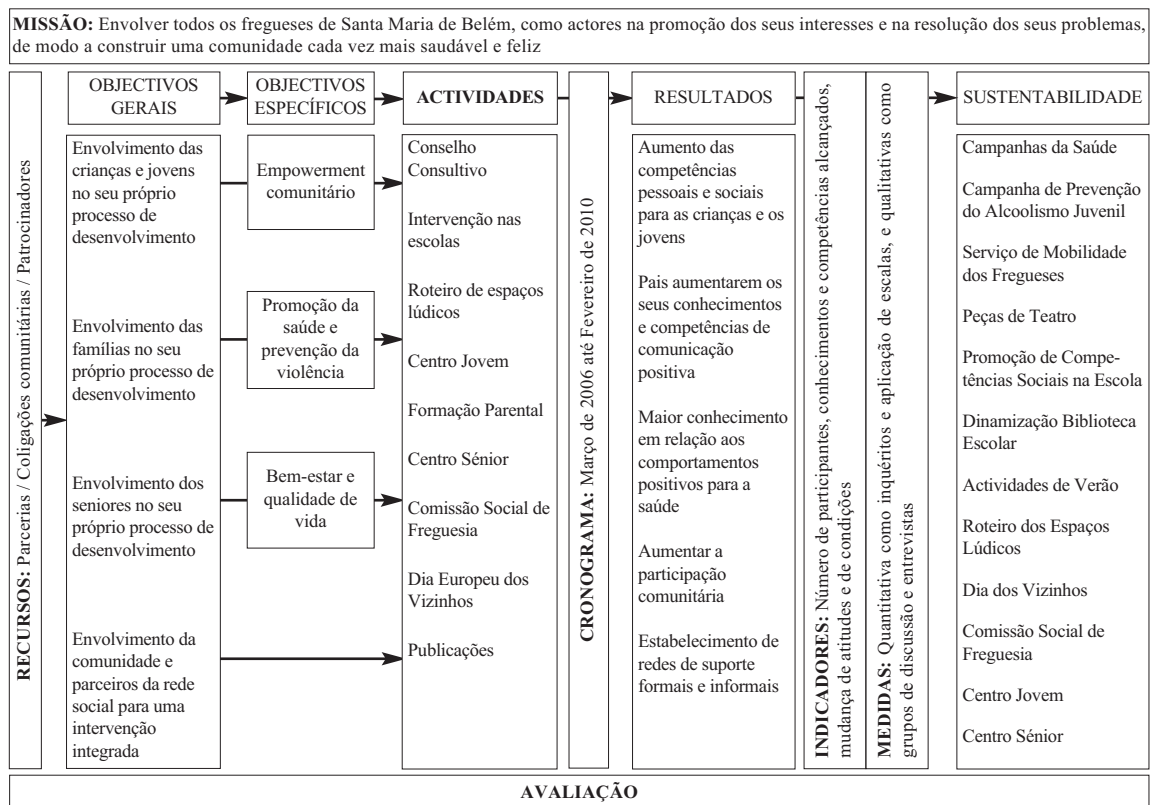 MISSÃO: Envolver todos os fregueses de Santa Maria de Belém, como actores na promoção dos seus interesses e na resolução dos seus problemas,
de modo a construir uma comunidade cada vez mais saudável e feliz
RECURSOS: Parcerias / Coligações comunitárias / Patrocinadores
OBJECTIVOS
GERAIS
Envolvimento das
crianças e jovens
no seu próprio
processo de
desenvolvimento
Envolvimento das
famílias no seu
próprio processo de
desenvolvimento
Envolvimento dos
seniores no seu
próprio processo de
desenvolvimento
Envolvimento da
comunidade e
parceiros da rede
social para uma
intervenção
integrada
OBJECTIVOS
ESPECÍFICOS
Empowerment
comunitário
Promoção da
saúde e
prevenção da
violência
Bem-estar e
qualidade de
vida
ACTIVIDADES
Conselho
Consultivo
Intervenção nas
escolas
Roteiro de espaços
lúdicos
Centro Jovem
Formação Parental
Centro Sénior
Comissão Social de
Freguesia
Dia Europeu dos
Vizinhos
Publicações
CRONOGRAMA: Março de 2006 até Fevereiro de 2010
RESULTADOS
Aumento das
competências
pessoais e sociais
para as crianças e os
jovens
Pais aumentarem os
seus conhecimentos
e competências de
comunicação
positiva
Maior conhecimento
em relação aos
comportamentos
positivos para a
saúde
Aumentar a
participação
comunitária
Estabelecimento de
redes de suporte
formais e informais
INDICADORES: Número de participantes, conhecimentos e competências alcançados,
mudança de atitudes e de condições
MEDIDAS: Quantitativa como inquéritos e aplicação de escalas, e qualitativas como
grupos de discussão e entrevistas
SUSTENTABILIDADE
Campanhas da Saúde
Campanha de Prevenção
do Alcoolismo Juvenil
Serviço de Mobilidade
dos Fregueses
Peças de Teatro
Promoção de Compe-
tências Sociais na Escola
Dinamização Biblioteca
Escolar
Actividades de Verão
Roteiro dos Espaços
Lúdicos
Dia dos Vizinhos
Comissão Social de
Freguesia
Centro Jovem
Centro Sénior
AVALIAÇÃO